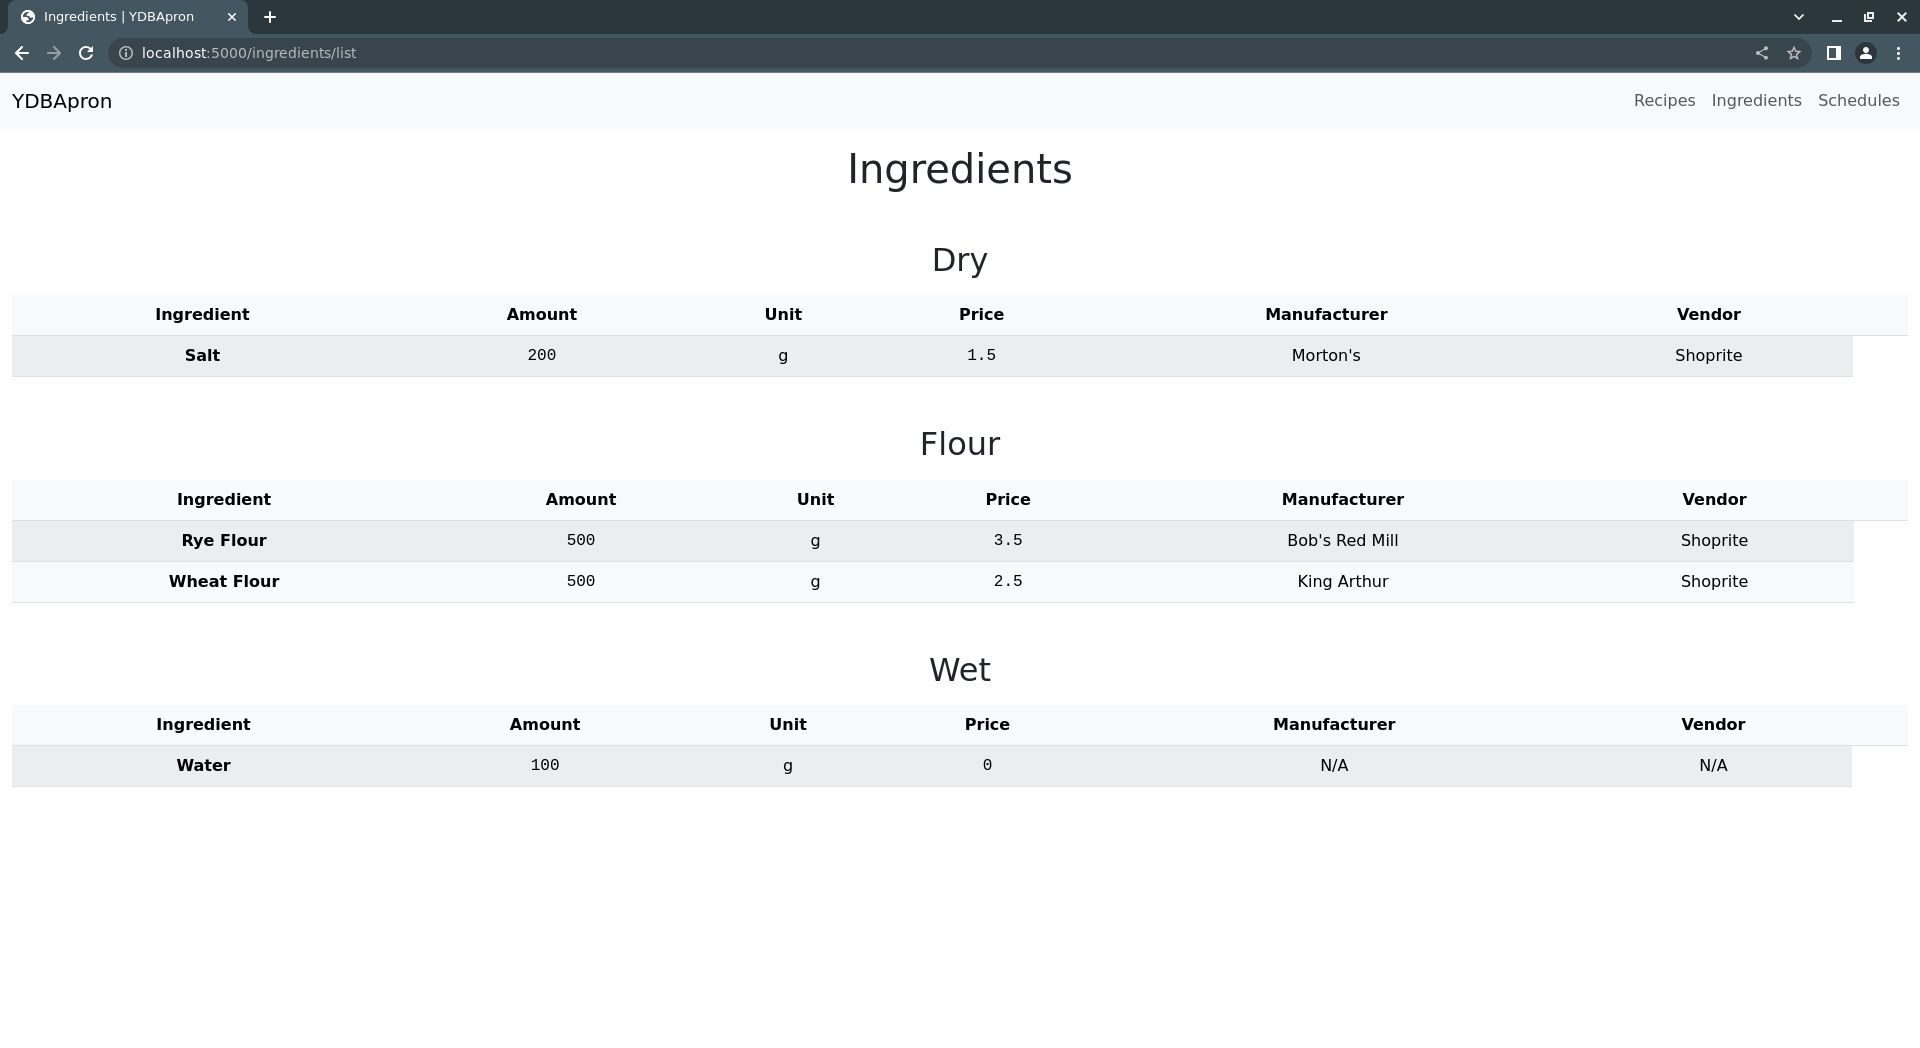 Ingredients | YDBApron
localhost:5000/ingredients/list
YDBApron Recipes Ingredients Schedules
Ingredients
Dry
Ingredient Amount Unit Price Manufacturer Vendor
Salt 200 g 1.5 Morton's Shoprite
Flour
Ingredient Amount Unit Price Manufacturer Vendor
Rye Flour 500 g 3.5 Bob's Red Mill Shoprite
Wheat Flour 500 g 2.5 King Arthur Shoprite
Wet
Ingredient Amount Unit Price Manufacturer Vendor
Water 100 g 0 N/A N/A